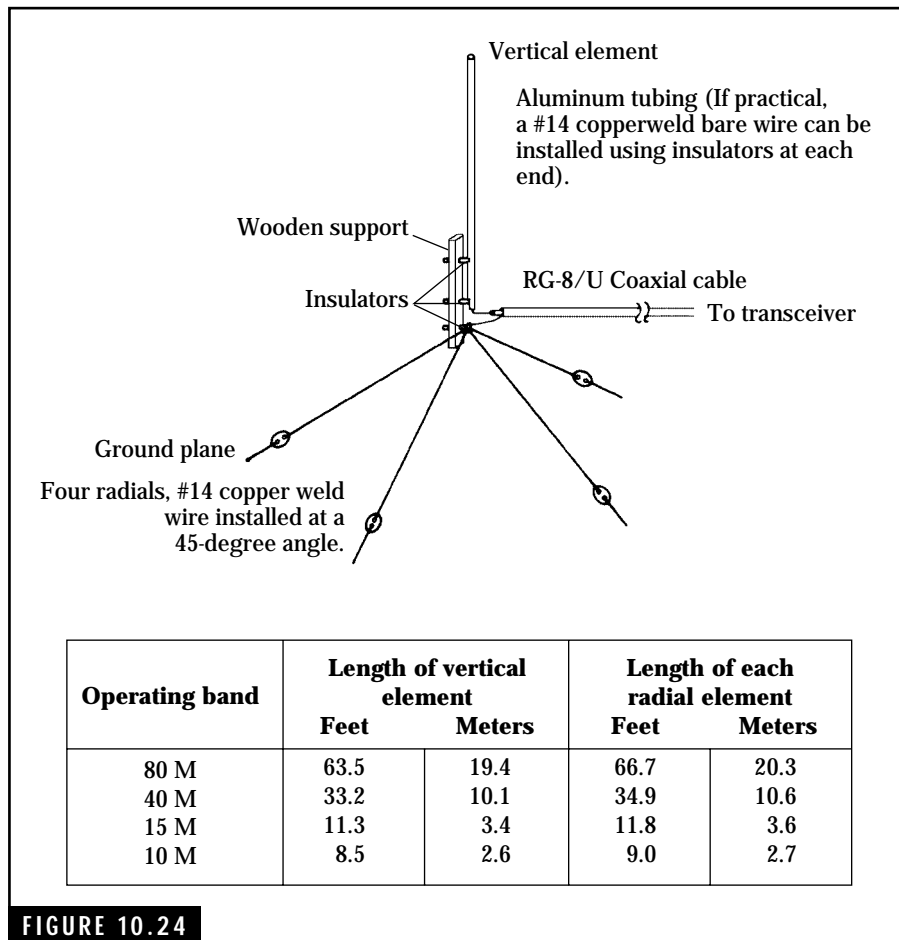 Vertical element
Aluminum tubing (If practical,
a #14 copperweld bare wire can be
installed using insulators at each
end).
Wooden support
RG-8/U Coaxial cable
Insulators
To transceiver
Ground plane
Four radials, #14 copper weld
wire installed at a
45-degree angle.
Operating band
Length of vertical
element
Length of each
radial element
Feet Meters Feet Meters
80 M 63.5 19.4 66.7 20.3
40 M 33.2 10.1 34.9 10.6
15 M 11.3 3.4 11.8 3.6
10 M 8.5 2.6 9.0 2.7
FIGURE 10.24